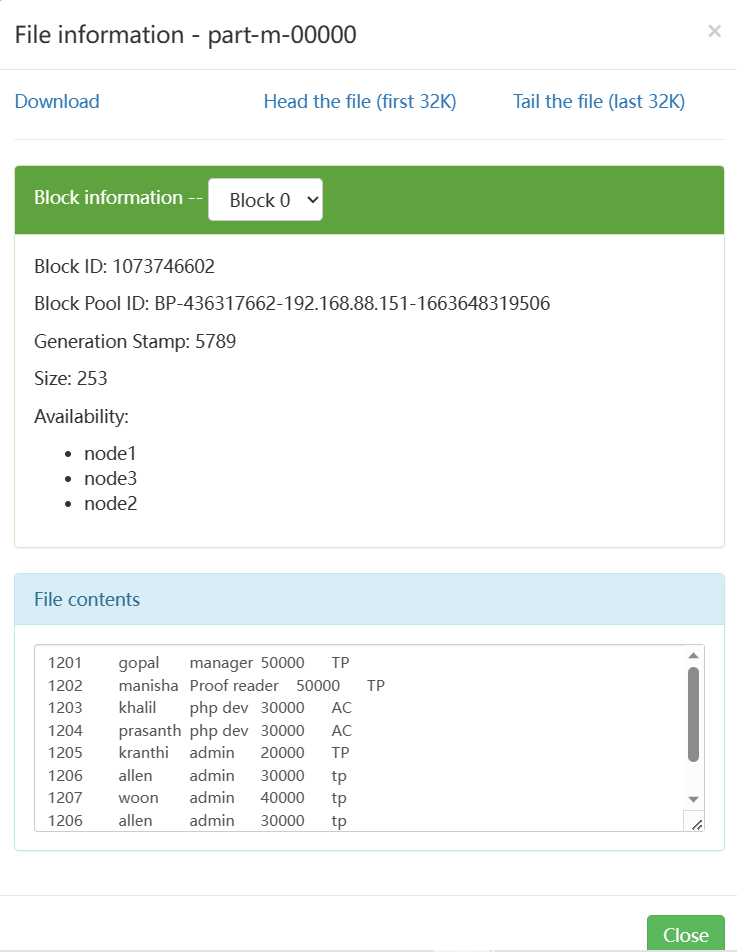 File information - part-m-00000
×
Download Head the file (first 32K) Tail the file (last 32K)
Block information -- Block 0
Block ID: 1073746602
Block Pool ID: BP-436317662-192.168.88.151-1663648319506
Generation Stamp: 5789
Size: 253
Availability:
• node1
• node3
• node2
File contents
1201 gopal manager 50000 TP
1202 manisha Proof reader 50000 TP
1203 khalil php dev 30000 AC
1204 prasanth php dev 30000 AC
1205 kranthi admin 20000 TP
1206 allen admin 30000 tp
1207 woon admin 40000 tp
1206 allen admin 30000 tp
Close